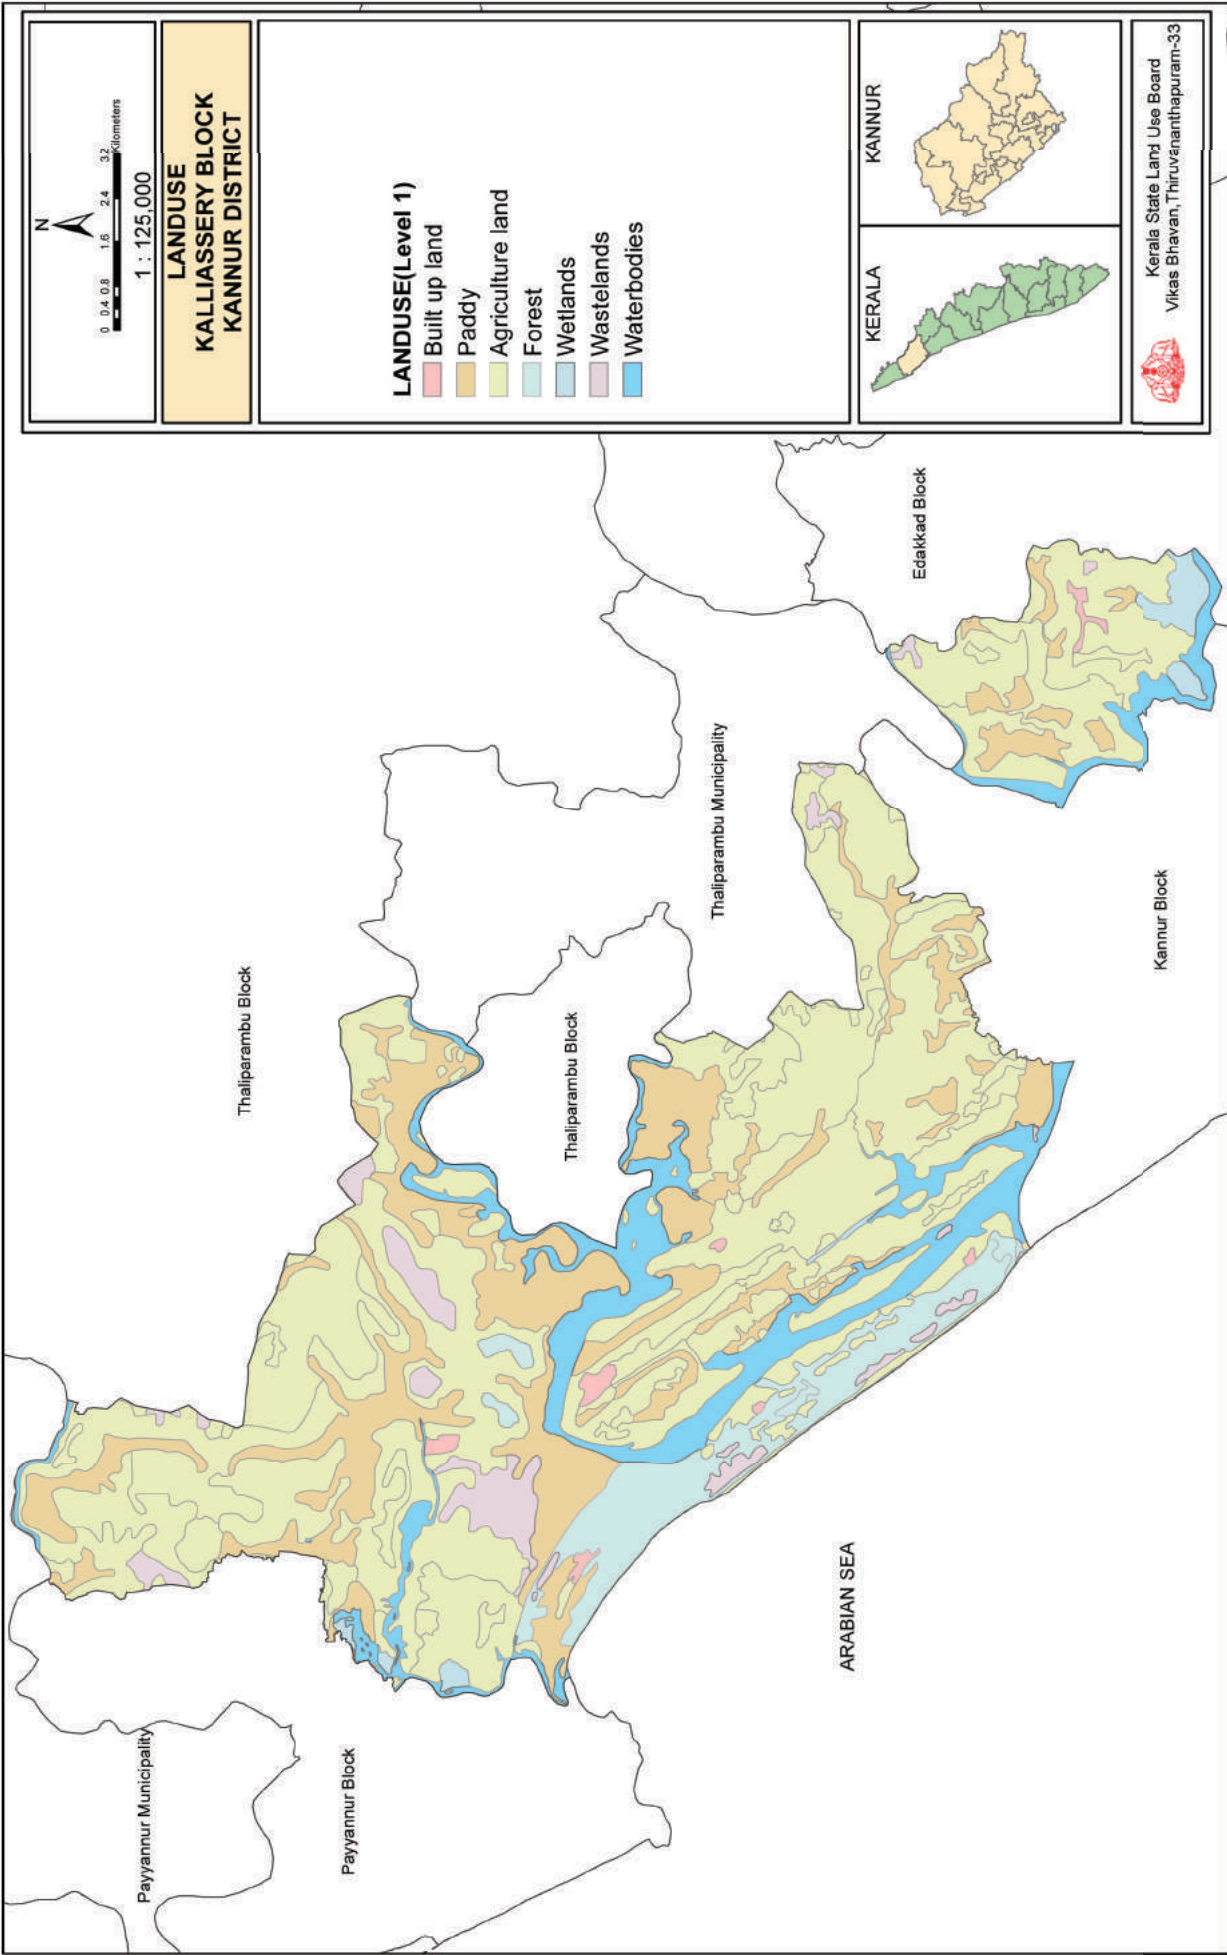 N
0 0.4 0.8 1.6 2.4 3.2
Kilometers
1 : 125,000
LANDUSE
KALLIASSERY BLOCK
KANNUR DISTRICT
LANDUSE(Level 1)
Built up land
Paddy
Agriculture land
Forest
Wetlands
Wastelands
Waterbodies
KERALA
KANNUR
Kerala State Land Use Board
Vikas Bhavan,Thiruvananthapuram-33
Payyannur Municipality
Payyannur Block
Thaliparambu Block
Thaliparambu Block
Thaliparambu Municipality
Edakkad Block
Kannur Block
ARABIAN SEA